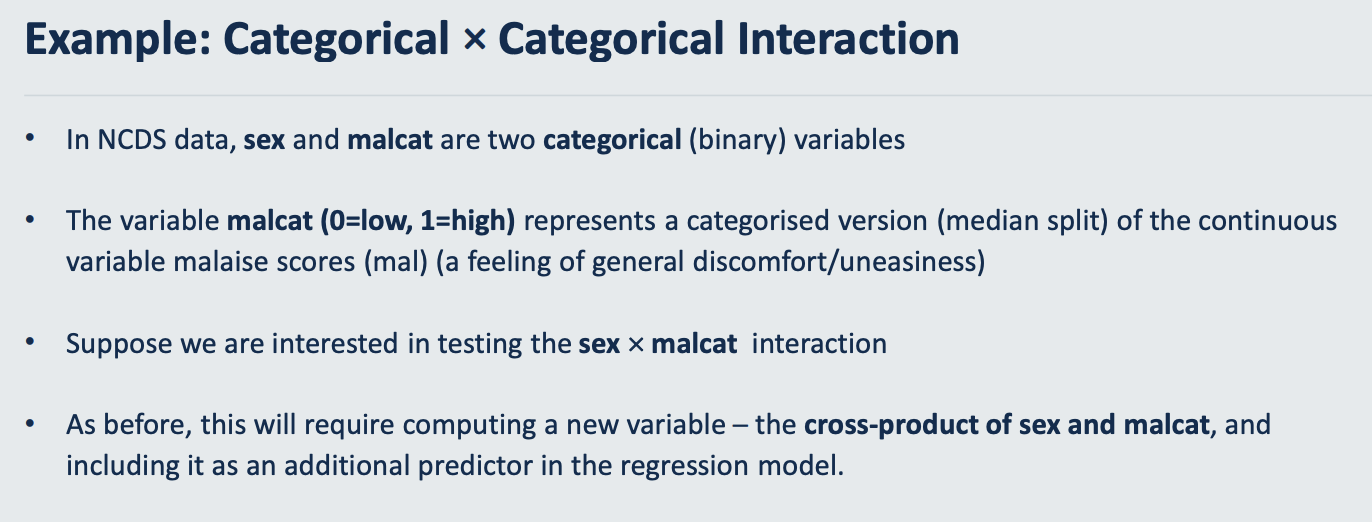 Example: Categorical × Categorical Interaction
• In NCDS data, sex and malcat are two categorical (binary) variables
• The variable malcat (0=low, 1=high) represents a categorised version (median split) of the continuous
variable malaise scores (mal) (a feeling of general discomfort/uneasiness)
• Suppose we are interested in testing the sex × malcat interaction
• As before, this will require computing a new variable – the cross-product of sex and malcat, and
including it as an additional predictor in the regression model.